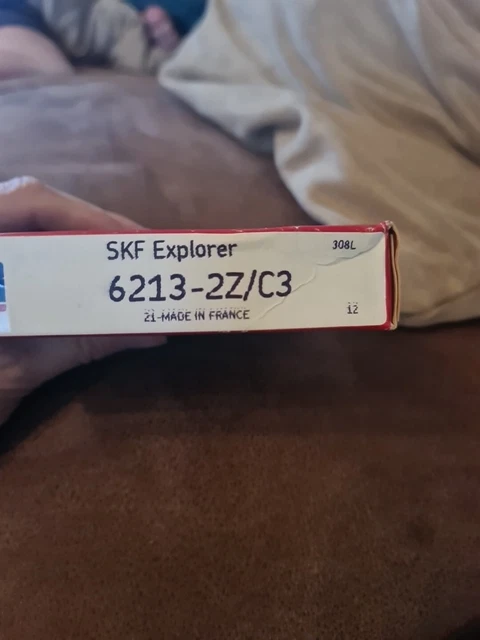 SKF Explorer
308L
6213-2Z/C3
21-MADE IN FRANCE
12